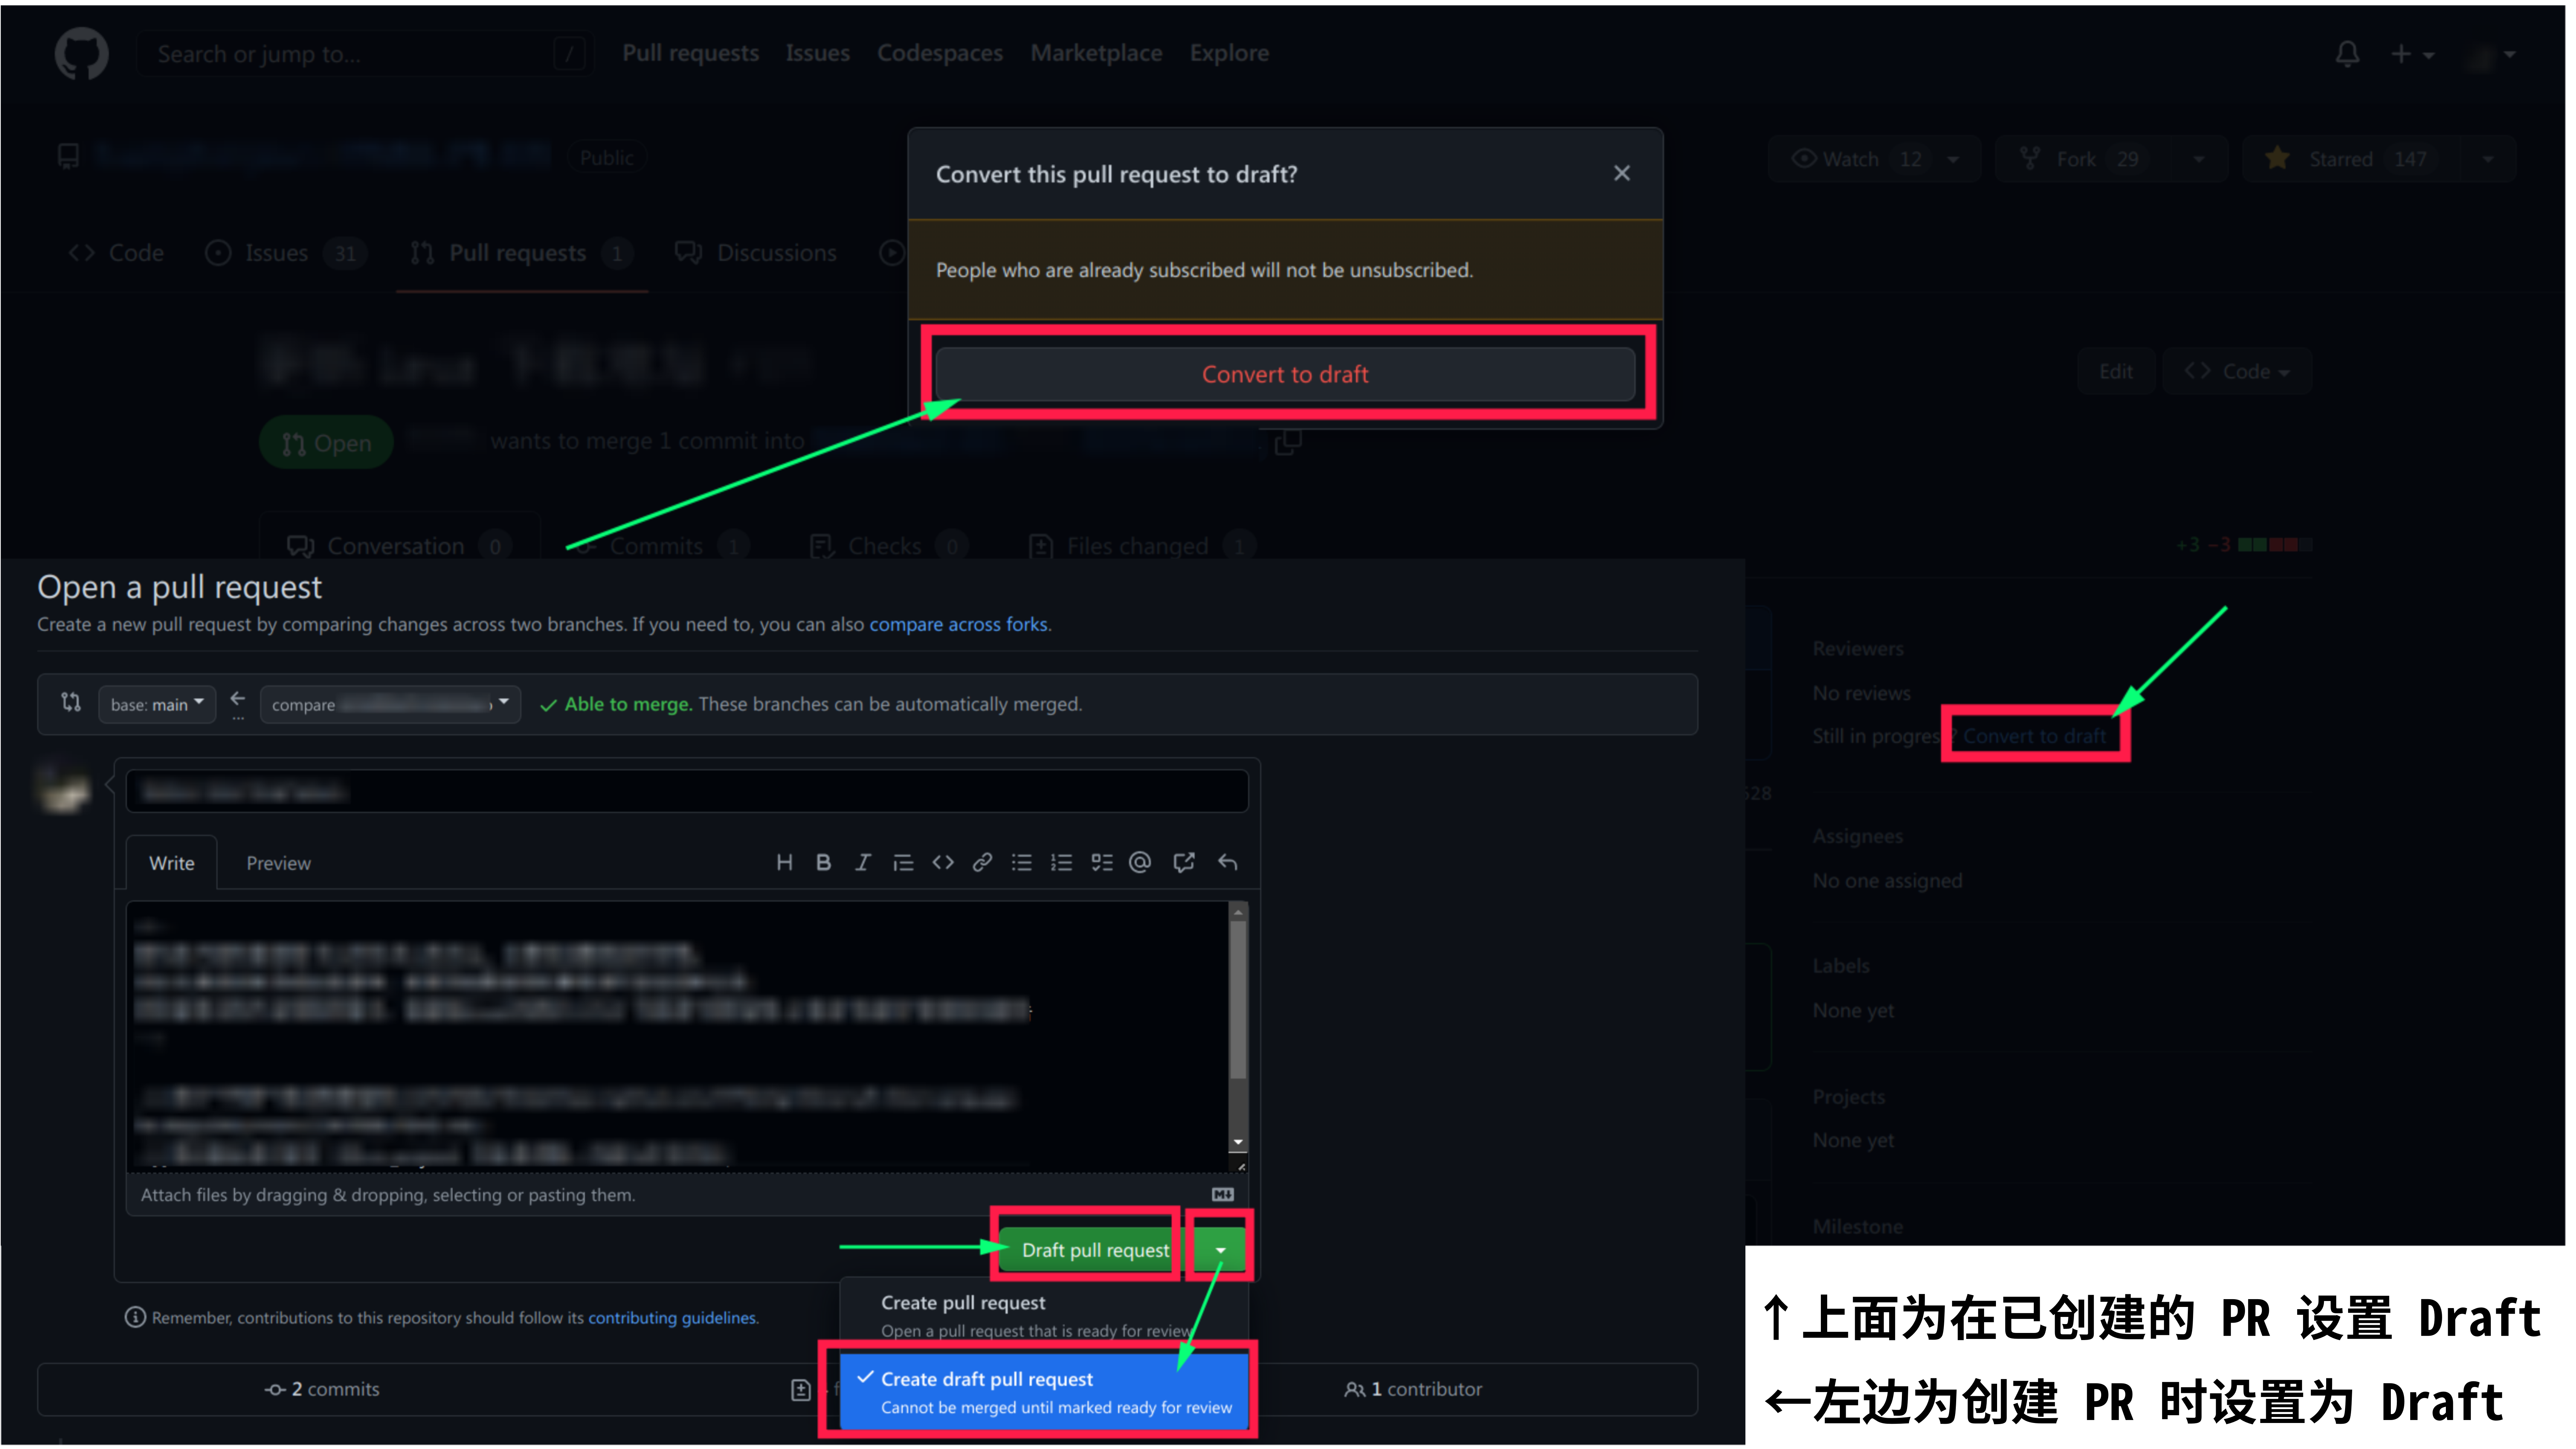 Search or jump to... /
Pull requests Issues Codespaces Marketplace Explore
Public
Watch 12 Fork 29 Starred 147
Code Issues 31 Pull requests 1 Discussions
Convert this pull request to draft?
People who are already subscribed will not be unsubscribed.
Convert to draft
Edit Code
Open wants to merge 1 commit into
Conversation 0 Commits 1 Checks 0 Files changed 1
+3 −3
Reviewers
No reviews
Still in progress? Convert to draft
Assignees
No one assigned
Labels
None yet
Projects
None yet
Milestone
Open a pull request
Create a new pull request by comparing changes across two branches. If you need to, you can also compare across forks.
base: main ← compare ✓ Able to merge. These branches can be automatically merged.
Write Preview
Attach files by dragging & dropping, selecting or pasting them.
Draft pull request
Create pull request
Open a pull request that is ready for review
Remember, contributions to this repository should follow its contributing guidelines.
✓ Create draft pull request
Cannot be merged until marked ready for review
2 commits
1 contributor
↑上面为在已创建的 PR 设置 Draft
←左边为创建 PR 时设置为 Draft